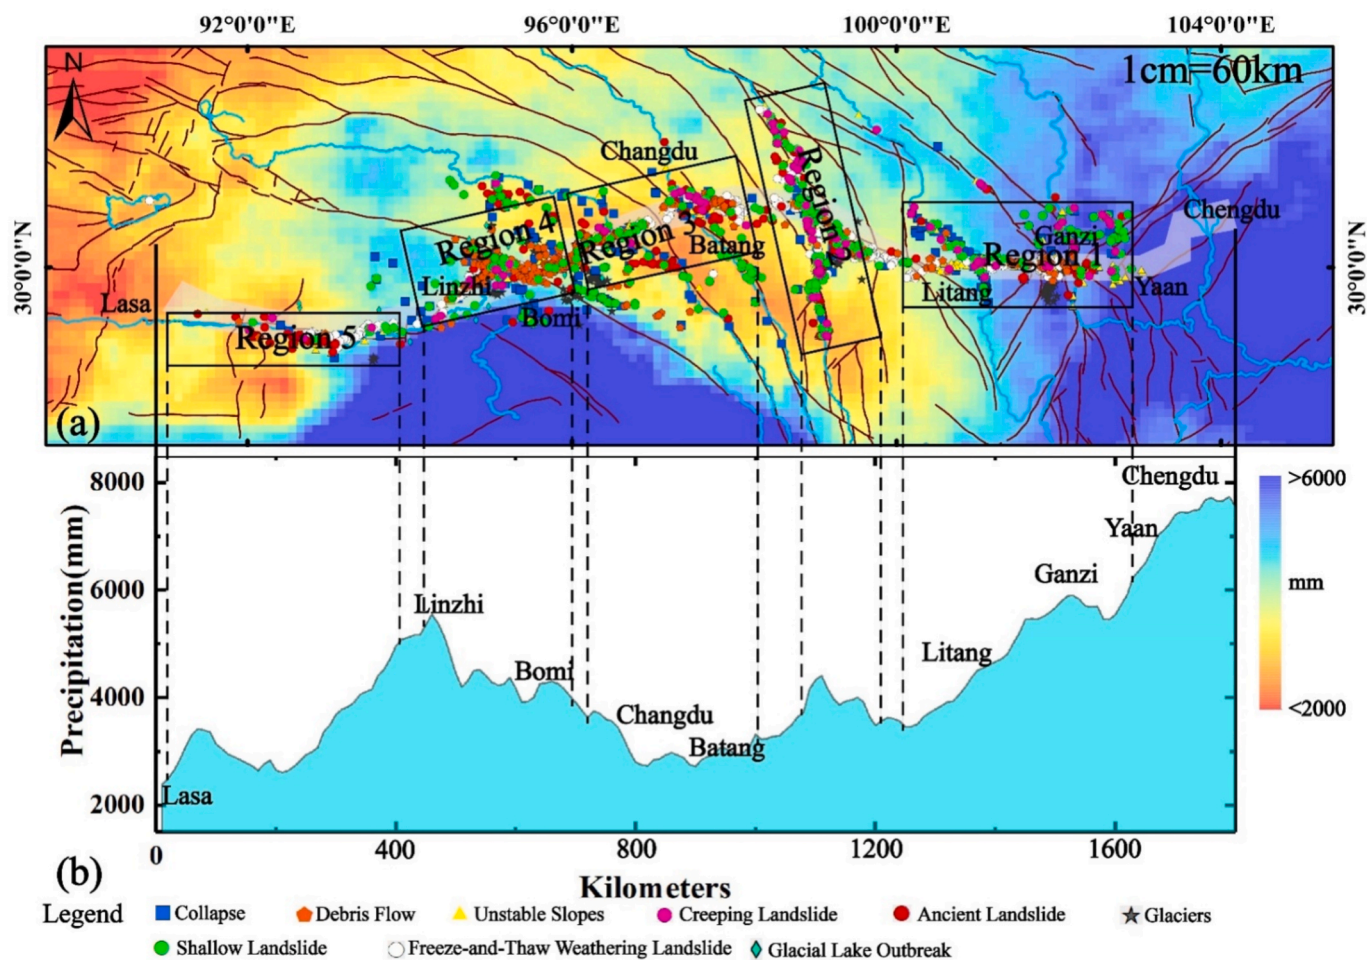 92°0'0"E 96°0'0"E 100°0'0"E 104°0'0"E
N
1cm=60km
Changdu
Region 2
Chengdu
Region 4
Region 3
Batang
Ganzi
Region 1
30°0'0"N
30°0'0"N
Lasa
Linzhi
Litang
Yaan
Bomi
Region 5
(a)
8000
Chengdu
>6000
Yaan
6000
Ganzi
mm
Linzhi
Litang
Bomi
4000
Changdu
<2000
Batang
Precipitation(mm)
2000
Lasa
0 400 800 1200 1600
(b)
Kilometers
Legend Collapse Debris Flow Unstable Slopes Creeping Landslide Ancient Landslide Glaciers
Shallow Landslide Freeze-and-Thaw Weathering Landslide Glacial Lake Outbreak